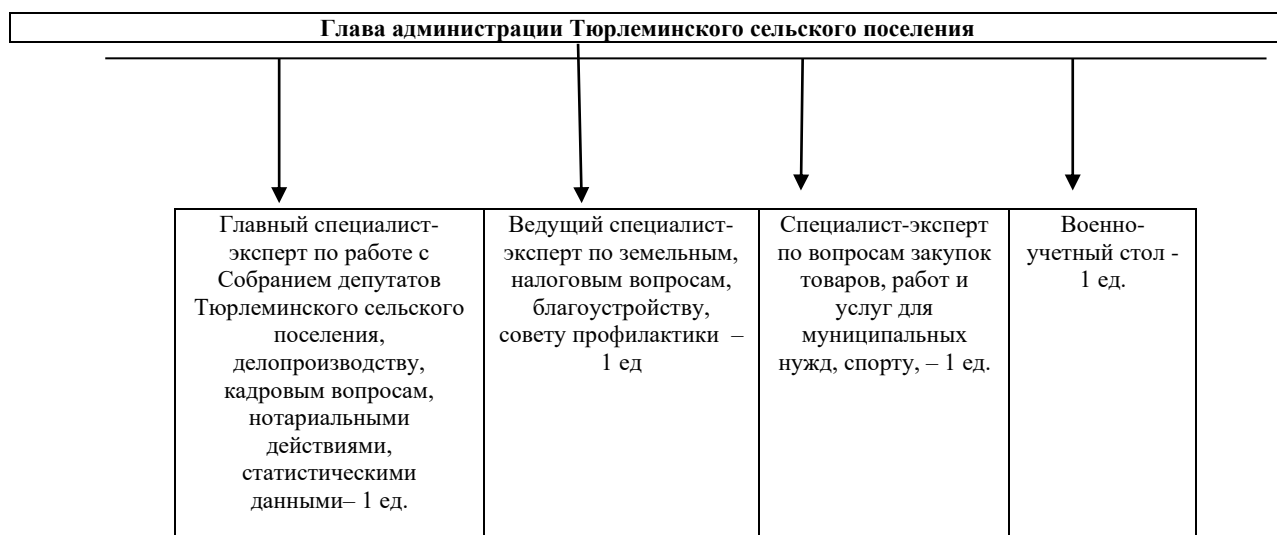 Глава администрации Тюрлеминского сельского поселения
Главный специалист-
эксперт по работе с
Собранием депутатов
Тюрлеминского сельского
поселения,
делопроизводству,
кадровым вопросам,
нотариальными
действиями,
статистическими
данными– 1 ед.
Ведущий специалист-
эксперт по земельным,
налоговым вопросам,
благоустройству,
совету профилактики –
1 ед
Специалист-эксперт
по вопросам закупок
товаров, работ и
услуг для
муниципальных
нужд, спорту, – 1 ед.
Военно-
учетный стол -
1 ед.